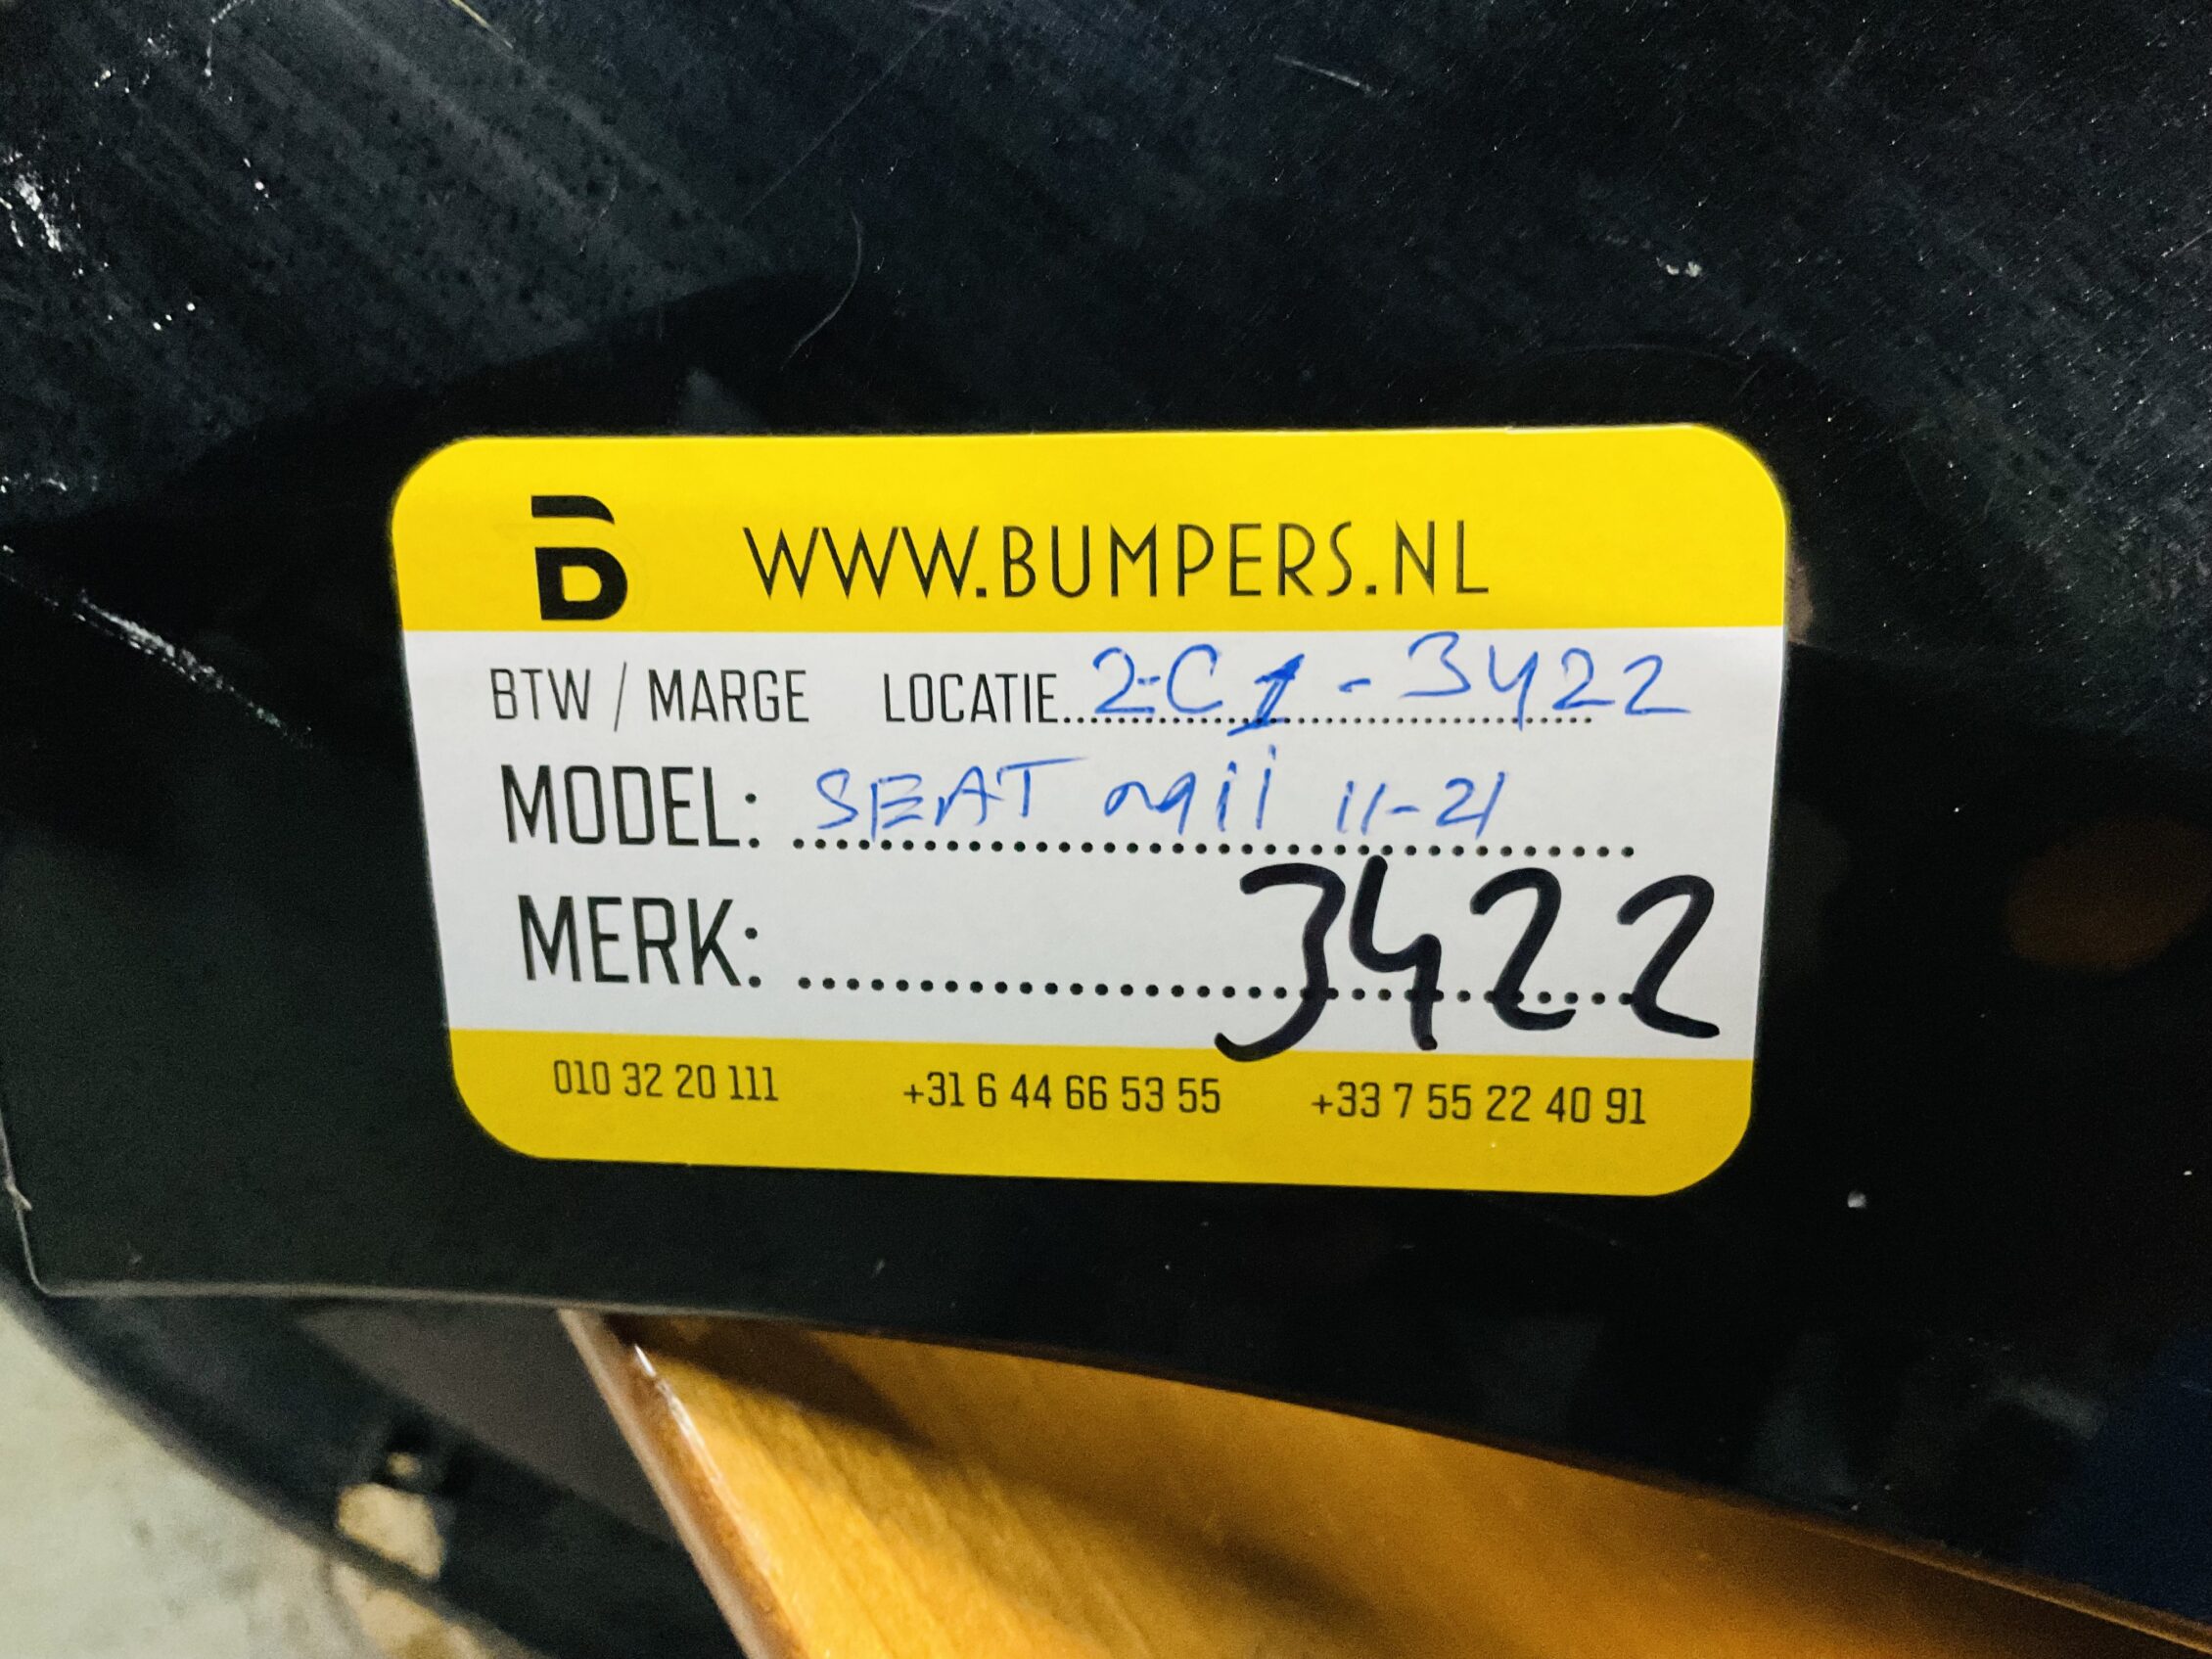 B WWW.BUMPERS.NL
BTW / MARGE LOCATIE 2-C1 - 3422
MODEL: SEAT mii 11-21
MERK: 3422
010 32 20 111 +31 6 44 66 53 55 +33 7 55 22 40 91